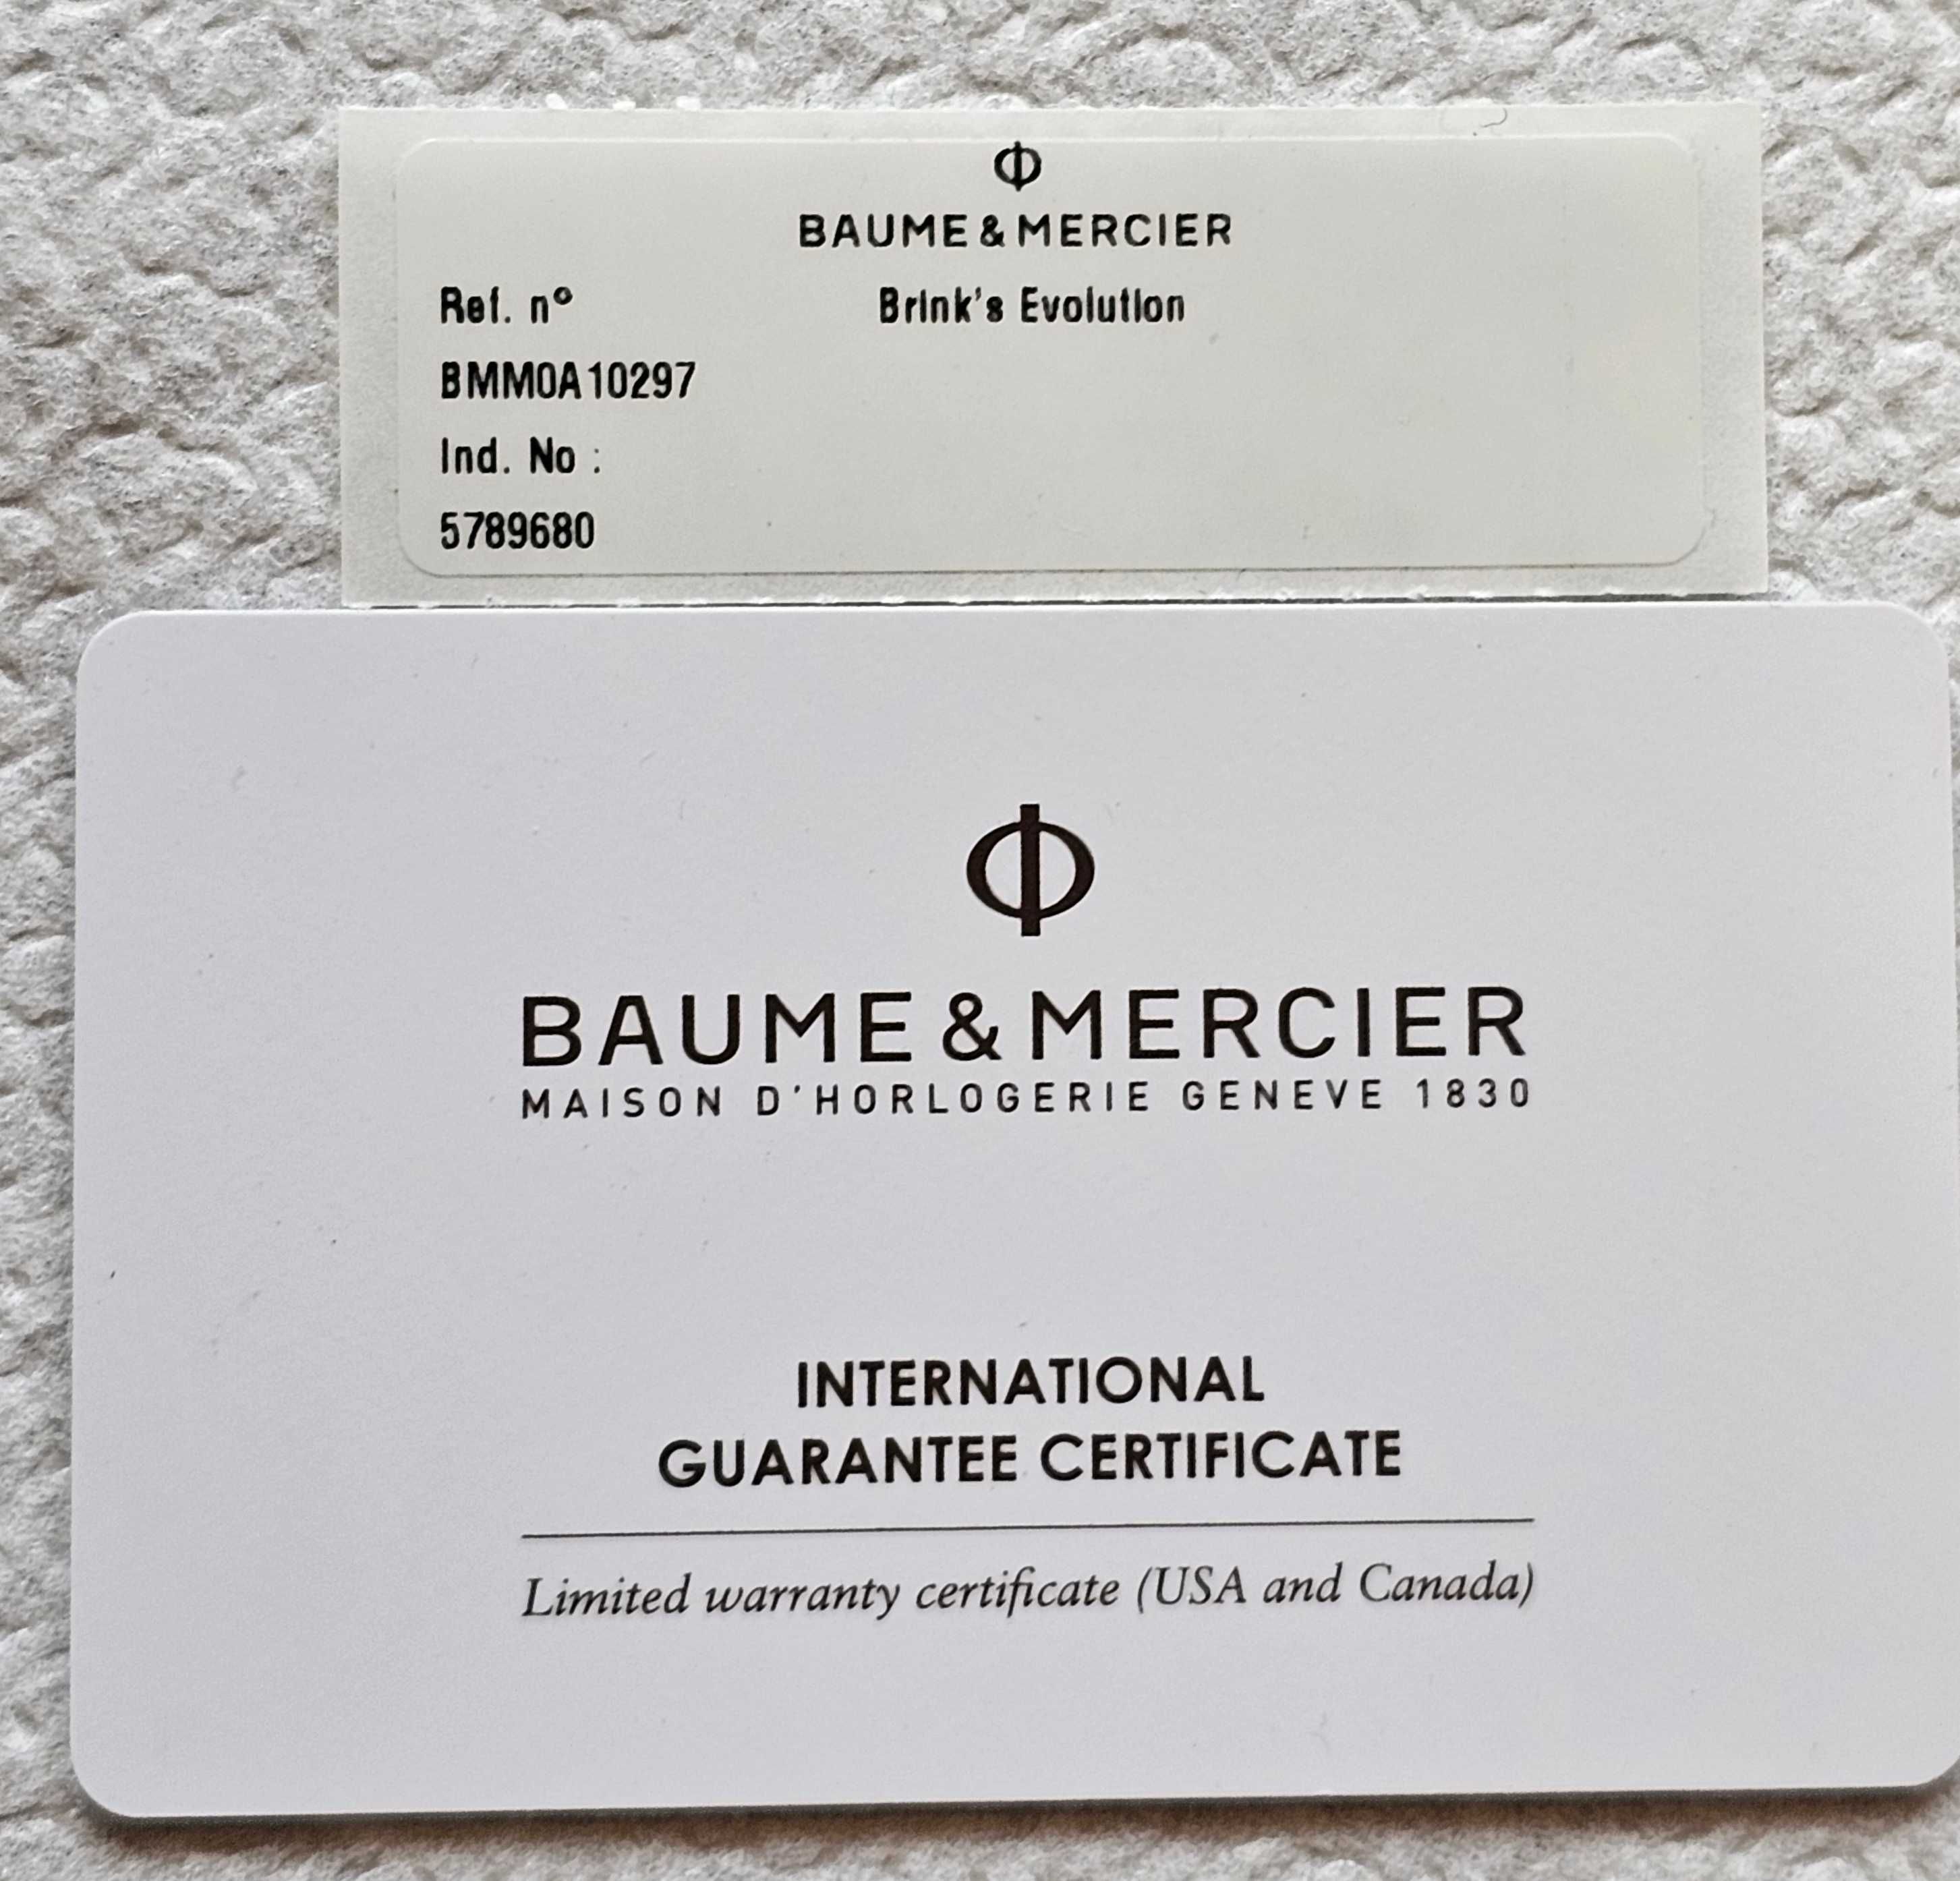 Φ
BAUME & MERCIER
Ref. nº
Brink's Evolution
BMM0A10297
Ind. No :
5789680
Φ
BAUME & MERCIER
MAISON D'HORLOGERIE GENEVE 1830
INTERNATIONAL
GUARANTEE CERTIFICATE
Limited warranty certificate (USA and Canada)